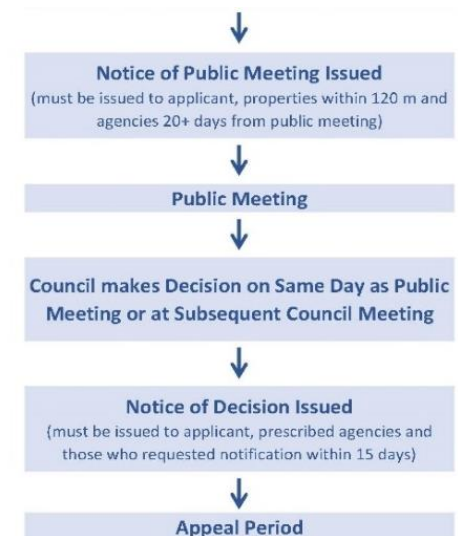 Notice of Public Meeting Issued
(must be issued to applicant, properties within 120 m and
agencies 20+ days from public meeting)
Public Meeting
Council makes Decision on Same Day as Public
Meeting or at Subsequent Council Meeting
Notice of Decision Issued
(must be issued to applicant, prescribed agencies and
those who requested notification within 15 days)
Appeal Period